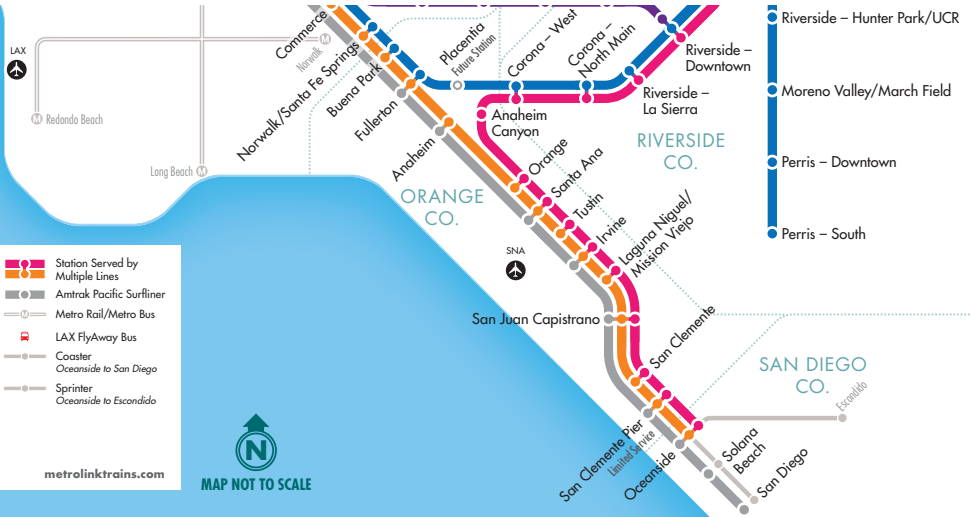 Commerce
Norwalk
Norwalk/Santa Fe Springs
Buena Park
Fullerton
Anaheim
Placentia
Future Station
Corona – West
Corona –
North Main
Riverside –
Downtown
Riverside –
La Sierra
Riverside – Hunter Park/UCR
Moreno Valley/March Field
Perris – Downtown
Perris – South
LAX
M Redondo Beach
Long Beach M
Anaheim
Canyon
RIVERSIDE
CO.
ORANGE
CO.
Orange
Santa Ana
Tustin
Irvine
Laguna Niguel/
Mission Viejo
SNA
San Juan Capistrano
San Clemente
SAN DIEGO
CO.
Escondido
San Clemente Pier
Limited Service
Oceanside
Solana
Beach
San Diego
Station Served by
Multiple Lines
Amtrak Pacific Surfliner
M
Metro Rail/Metro Bus
LAX FlyAway Bus
Coaster
Oceanside to San Diego
Sprinter
Oceanside to Escondido
metrolinktrains.com
N
MAP NOT TO SCALE